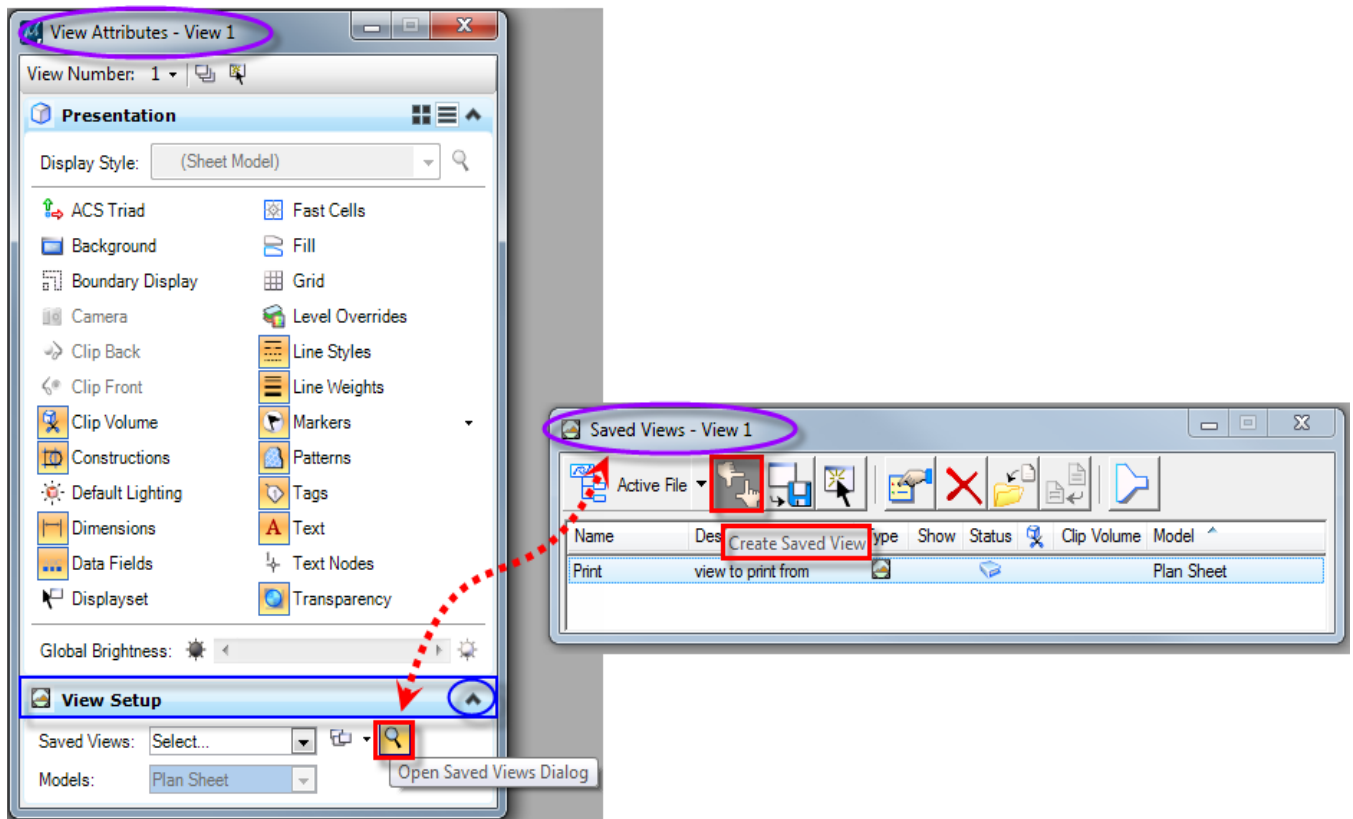 View Attributes - View 1
View Number: 1
Presentation
Display Style: (Sheet Model)
ACS Triad Fast Cells
Background Fill
Boundary Display Grid
Camera Level Overrides
Clip Back Line Styles
Clip Front Line Weights
Clip Volume Markers
Constructions Patterns
Default Lighting Tags
Dimensions Text
Data Fields Text Nodes
Displayset Transparency
Global Brightness:
View Setup
Saved Views: Select...
Open Saved Views Dialog
Models: Plan Sheet
Saved Views - View 1
Active File
Create Saved View
Name Des ype Show Status Clip Volume Model
Print view to print from Plan Sheet